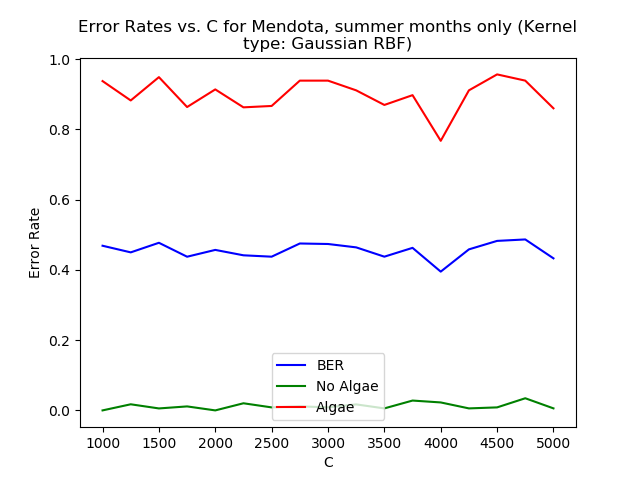 Error Rates vs. C for Mendota, summer months only (Kernel
type: Gaussian RBF)
1.0
0.8
0.6
0.4
0.2
0.0
Error Rate
BER
No Algae
Algae
1000 1500 2000 2500 3000 3500 4000 4500 5000
C